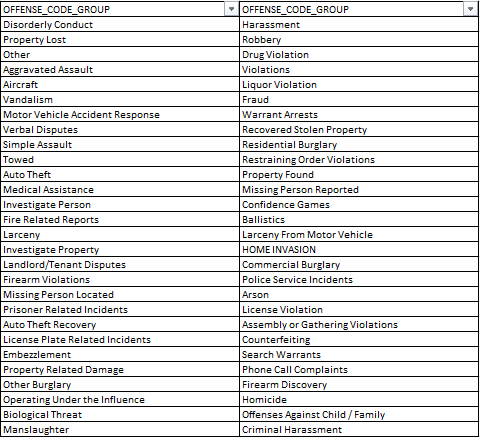 OFFENSE_CODE_GROUP OFFENSE_CODE_GROUP
Disorderly Conduct Harassment
Property Lost Robbery
Other Drug Violation
Aggravated Assault Violations
Aircraft Liquor Violation
Vandalism Fraud
Motor Vehicle Accident Response Warrant Arrests
Verbal Disputes Recovered Stolen Property
Simple Assault Residential Burglary
Towed Restraining Order Violations
Auto Theft Property Found
Medical Assistance Missing Person Reported
Investigate Person Confidence Games
Fire Related Reports Ballistics
Larceny Larceny From Motor Vehicle
Investigate Property HOME INVASION
Landlord/Tenant Disputes Commercial Burglary
Firearm Violations Police Service Incidents
Missing Person Located Arson
Prisoner Related Incidents License Violation
Auto Theft Recovery Assembly or Gathering Violations
License Plate Related Incidents Counterfeiting
Embezzlement Search Warrants
Property Related Damage Phone Call Complaints
Other Burglary Firearm Discovery
Operating Under the Influence Homicide
Biological Threat Offenses Against Child / Family
Manslaughter Criminal Harassment